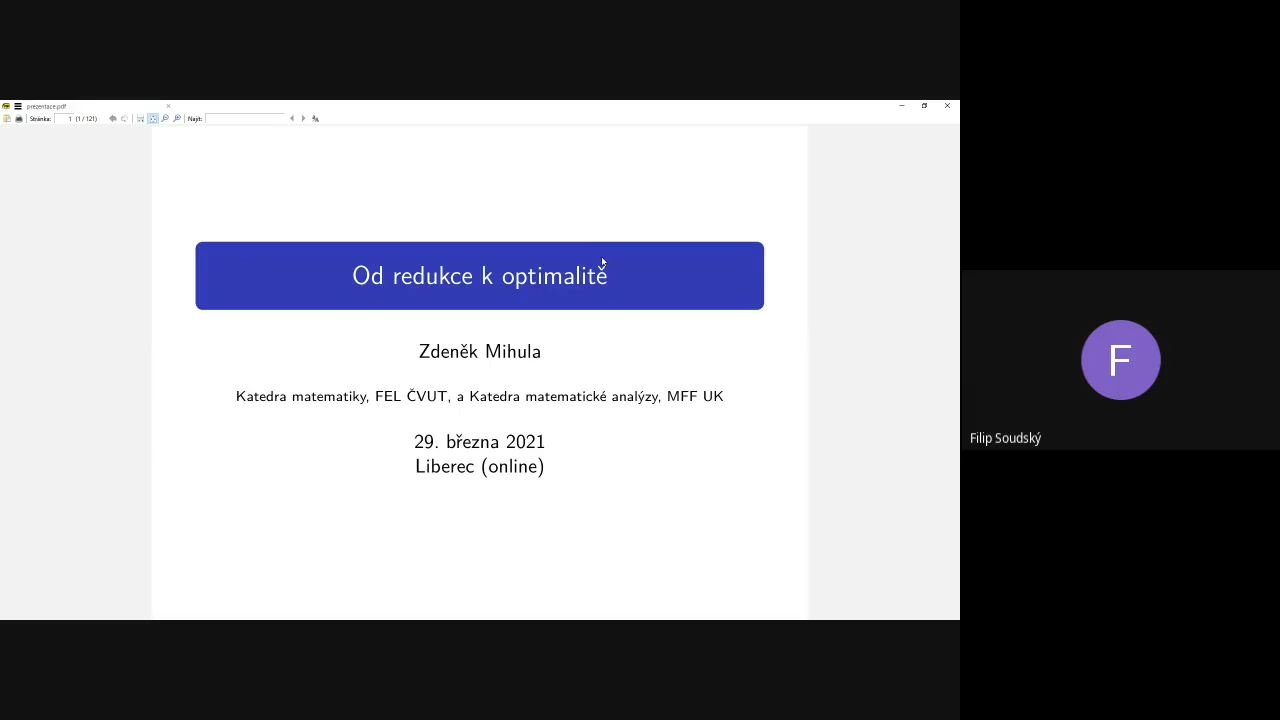 prezentace.pdf
Stránka: 1 (1 / 121) Najít:
Od redukce k optimalitě
Zdeněk Mihula
Katedra matematiky, FEL ČVUT, a Katedra matematické analýzy, MFF UK
29. března 2021
Liberec (online)
F
Filip Soudský